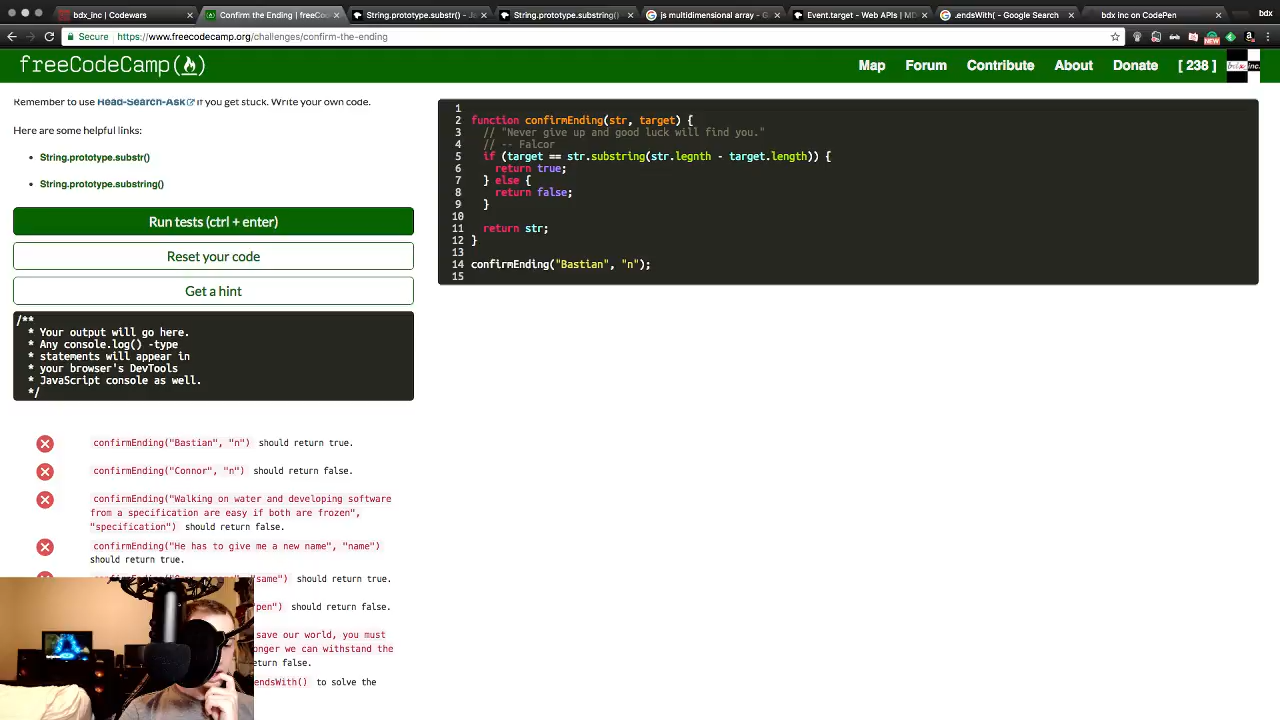 bdx_inc | Codewars
Confirm the Ending | freeCo
String.prototype.substr() - J
String.prototype.substring()
js multidimensional array - G
Event.target - Web APIs | M
.endsWith( - Google Search
bdx inc on CodePen
bdx
Secure
https://www.freecodecamp.org/challenges/confirm-the-ending
NEW
freeCodeCamp
Map
Forum
Contribute
About
Donate
[ 238 ]
bdx inc.
Remember to use Read-Search-Ask if you get stuck. Write your own code.
Here are some helpful links:
String.prototype.substr()
String.prototype.substring()
Run tests (ctrl + enter)
Reset your code
Get a hint
/**
* Your output will go here.
* Any console.log() -type
* statements will appear in
* your browser's DevTools
* JavaScript console as well.
*/
confirmEnding("Bastian", "n") should return true.
confirmEnding("Connor", "n") should return false.
confirmEnding("Walking on water and developing software
from a specification are easy if both are frozen",
"specification") should return false.
confirmEnding("He has to give me a new name", "name")
should return true.
same") should return true.
"pen") should return false.
save our world, you must
onger we can withstand the
eturn false.
endsWith() to solve the
1
2 function confirmEnding(str, target) {
3 // "Never give up and good luck will find you."
4 // -- Falcor
5 if (target == str.substring(str.legnth - target.length)) {
6 return true;
7 } else {
8 return false;
9 }
10
11 return str;
12 }
13
14 confirmEnding("Bastian", "n");
15